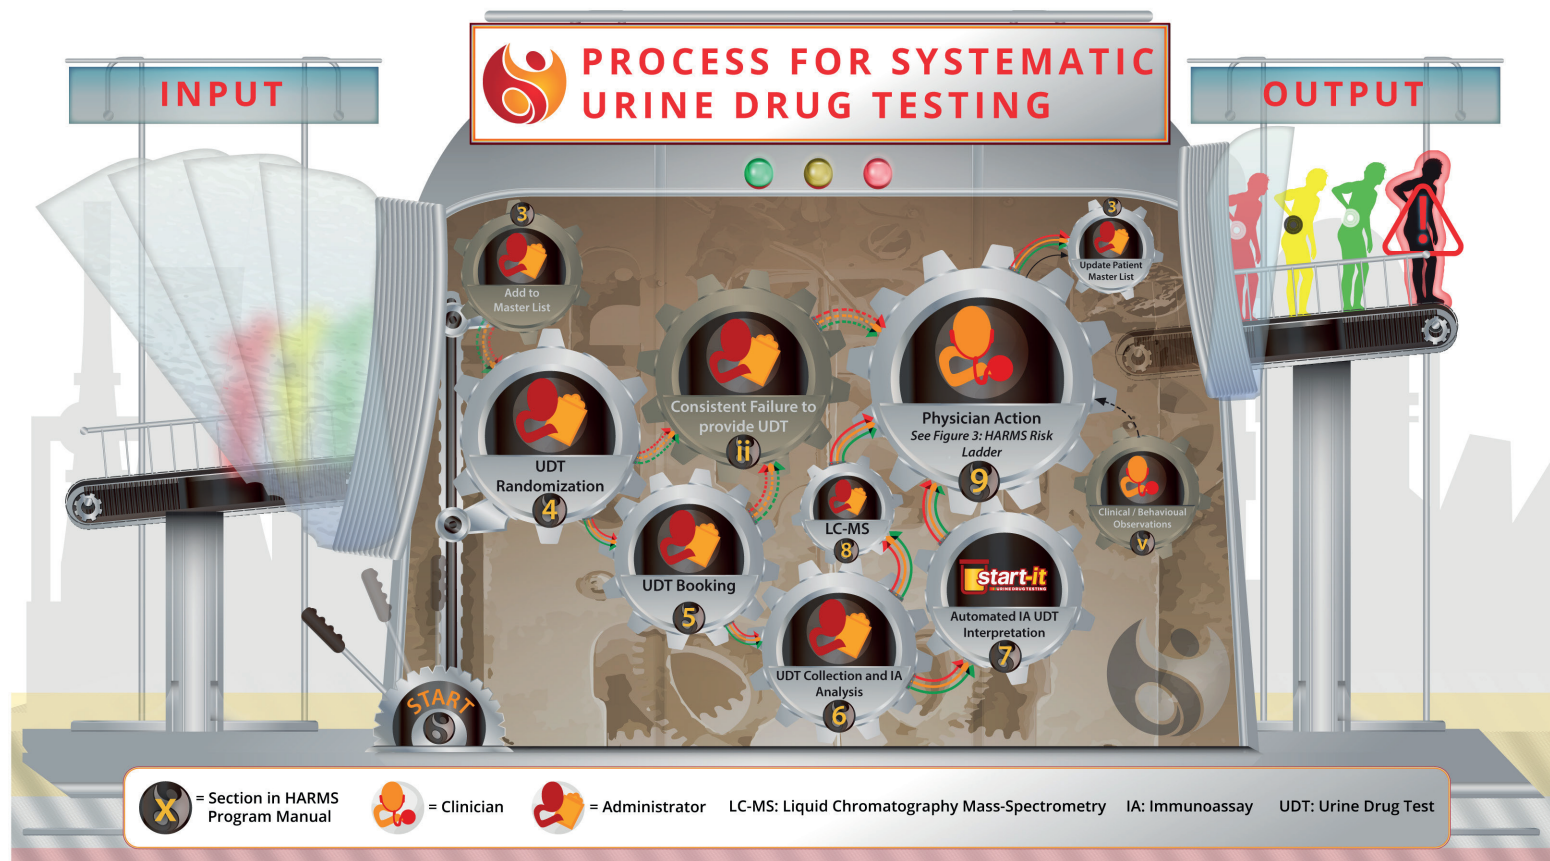 PROCESS FOR SYSTEMATIC
URINE DRUG TESTING
INPUT
OUTPUT
3
Add to
Master List
3
Update Patient
Master List
UDT
Randomization
4
Consistent Failure to
provide UDT
ii
Physician Action
See Figure 3: HARMS Risk
Ladder
9
LC-MS
8
Clinical / Behavioual
Observations
v
UDT Booking
5
start-it
URINE DRUG TESTING
Automated IA UDT
Interpretation
7
UDT Collection and IA
Analysis
6
START
!
X
= Section in HARMS
Program Manual
= Clinician
= Administrator
LC-MS: Liquid Chromatography Mass-Spectrometry
IA: Immunoassay
UDT: Urine Drug Test